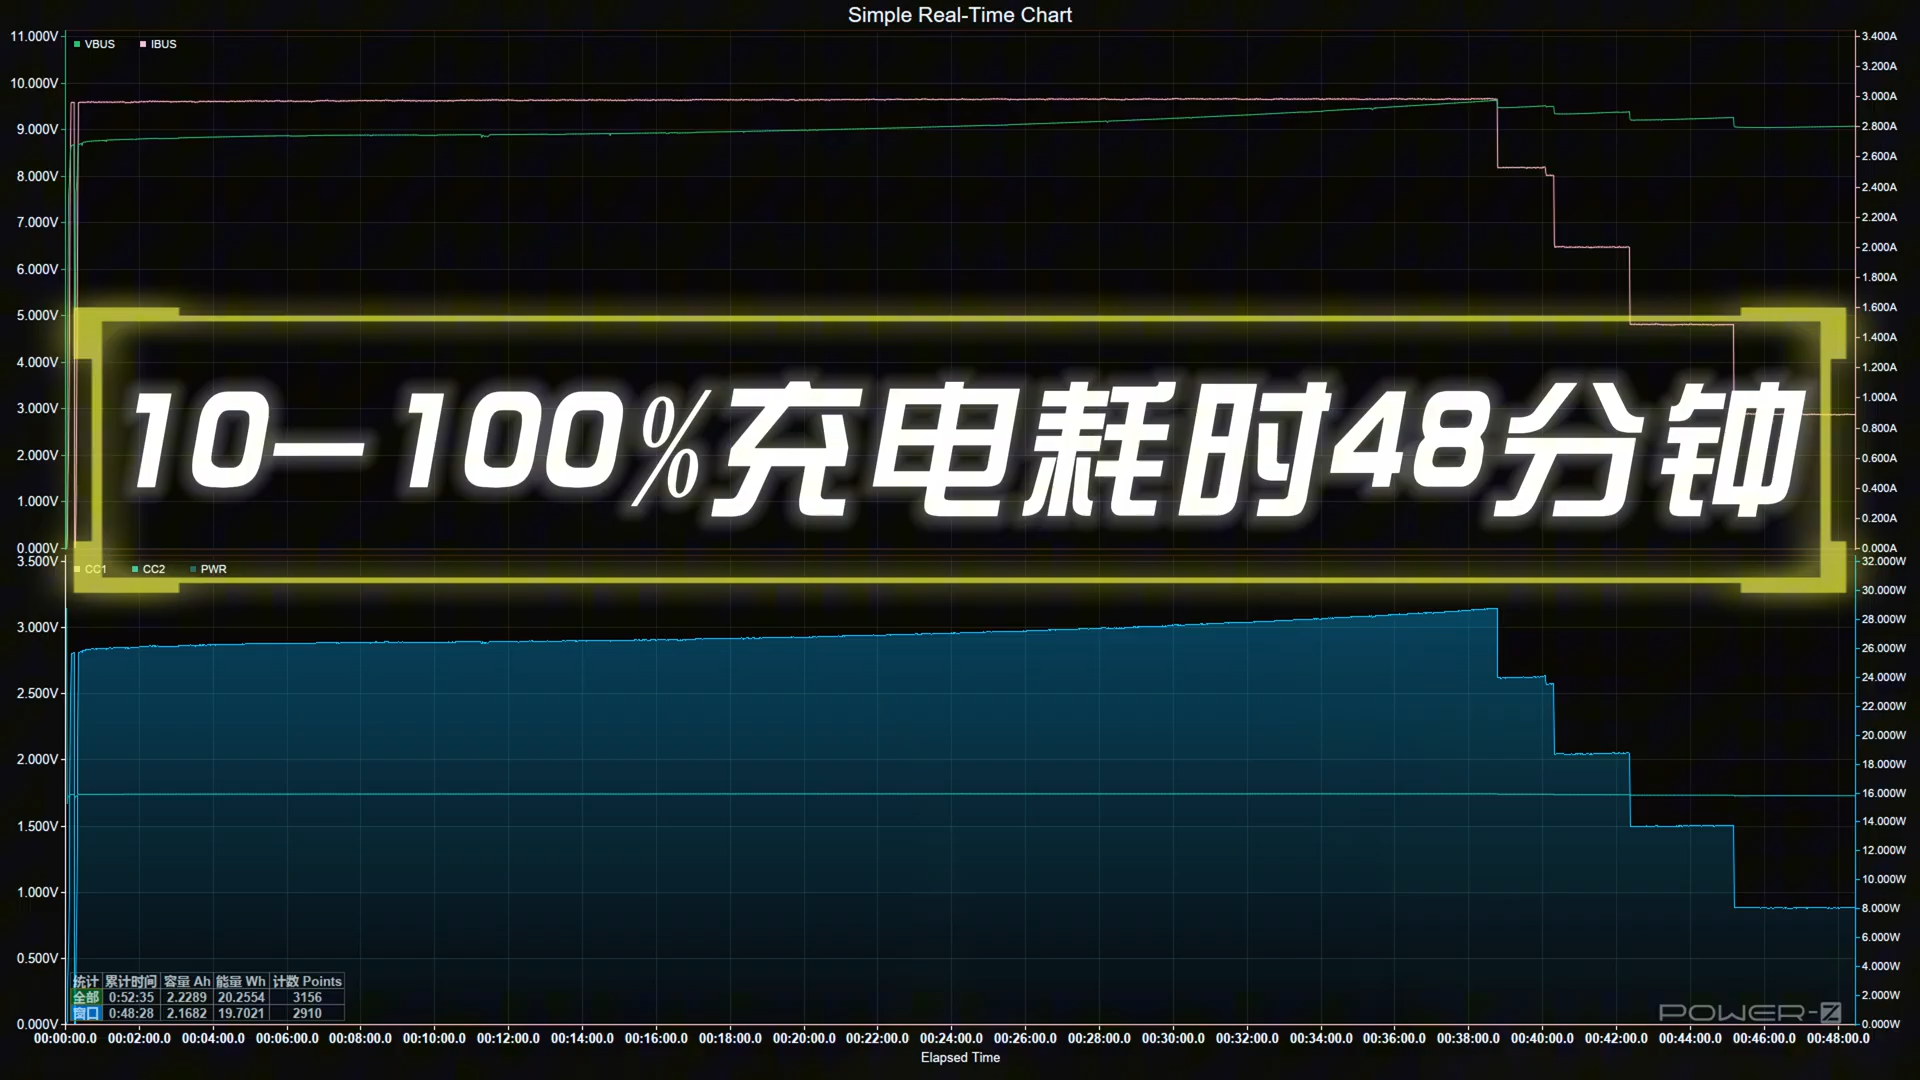 Simple Real-Time Chart
VBUS IBUS
11.000V
10.000V
9.000V
8.000V
7.000V
6.000V
5.000V
4.000V
3.000V
2.000V
1.000V
0.000V
3.400A
3.200A
3.000A
2.800A
2.600A
2.400A
2.200A
2.000A
1.800A
1.600A
1.400A
1.200A
1.000A
0.800A
0.600A
0.400A
0.200A
0.000A
10—100%充电耗时48分钟
CC1 CC2 PWR
3.500V
3.000V
2.500V
2.000V
1.500V
1.000V
0.500V
0.000V
32.000W
30.000W
28.000W
26.000W
24.000W
22.000W
20.000W
18.000W
16.000W
14.000W
12.000W
10.000W
8.000W
6.000W
4.000W
2.000W
0.000W
统计 累计时间 容量 Ah 能量 Wh 计数 Points
全部 0:52:35 2.2289 20.2554 3156
窗口 0:48:28 2.1682 19.7021 2910
POWER-Z
00:00:00.0 00:02:00.0 00:04:00.0 00:06:00.0 00:08:00.0 00:10:00.0 00:12:00.0 00:14:00.0 00:16:00.0 00:18:00.0 00:20:00.0 00:22:00.0 00:24:00.0 00:26:00.0 00:28:00.0 00:30:00.0 00:32:00.0 00:34:00.0 00:36:00.0 00:38:00.0 00:40:00.0 00:42:00.0 00:44:00.0 00:46:00.0 00:48:00.0
Elapsed Time